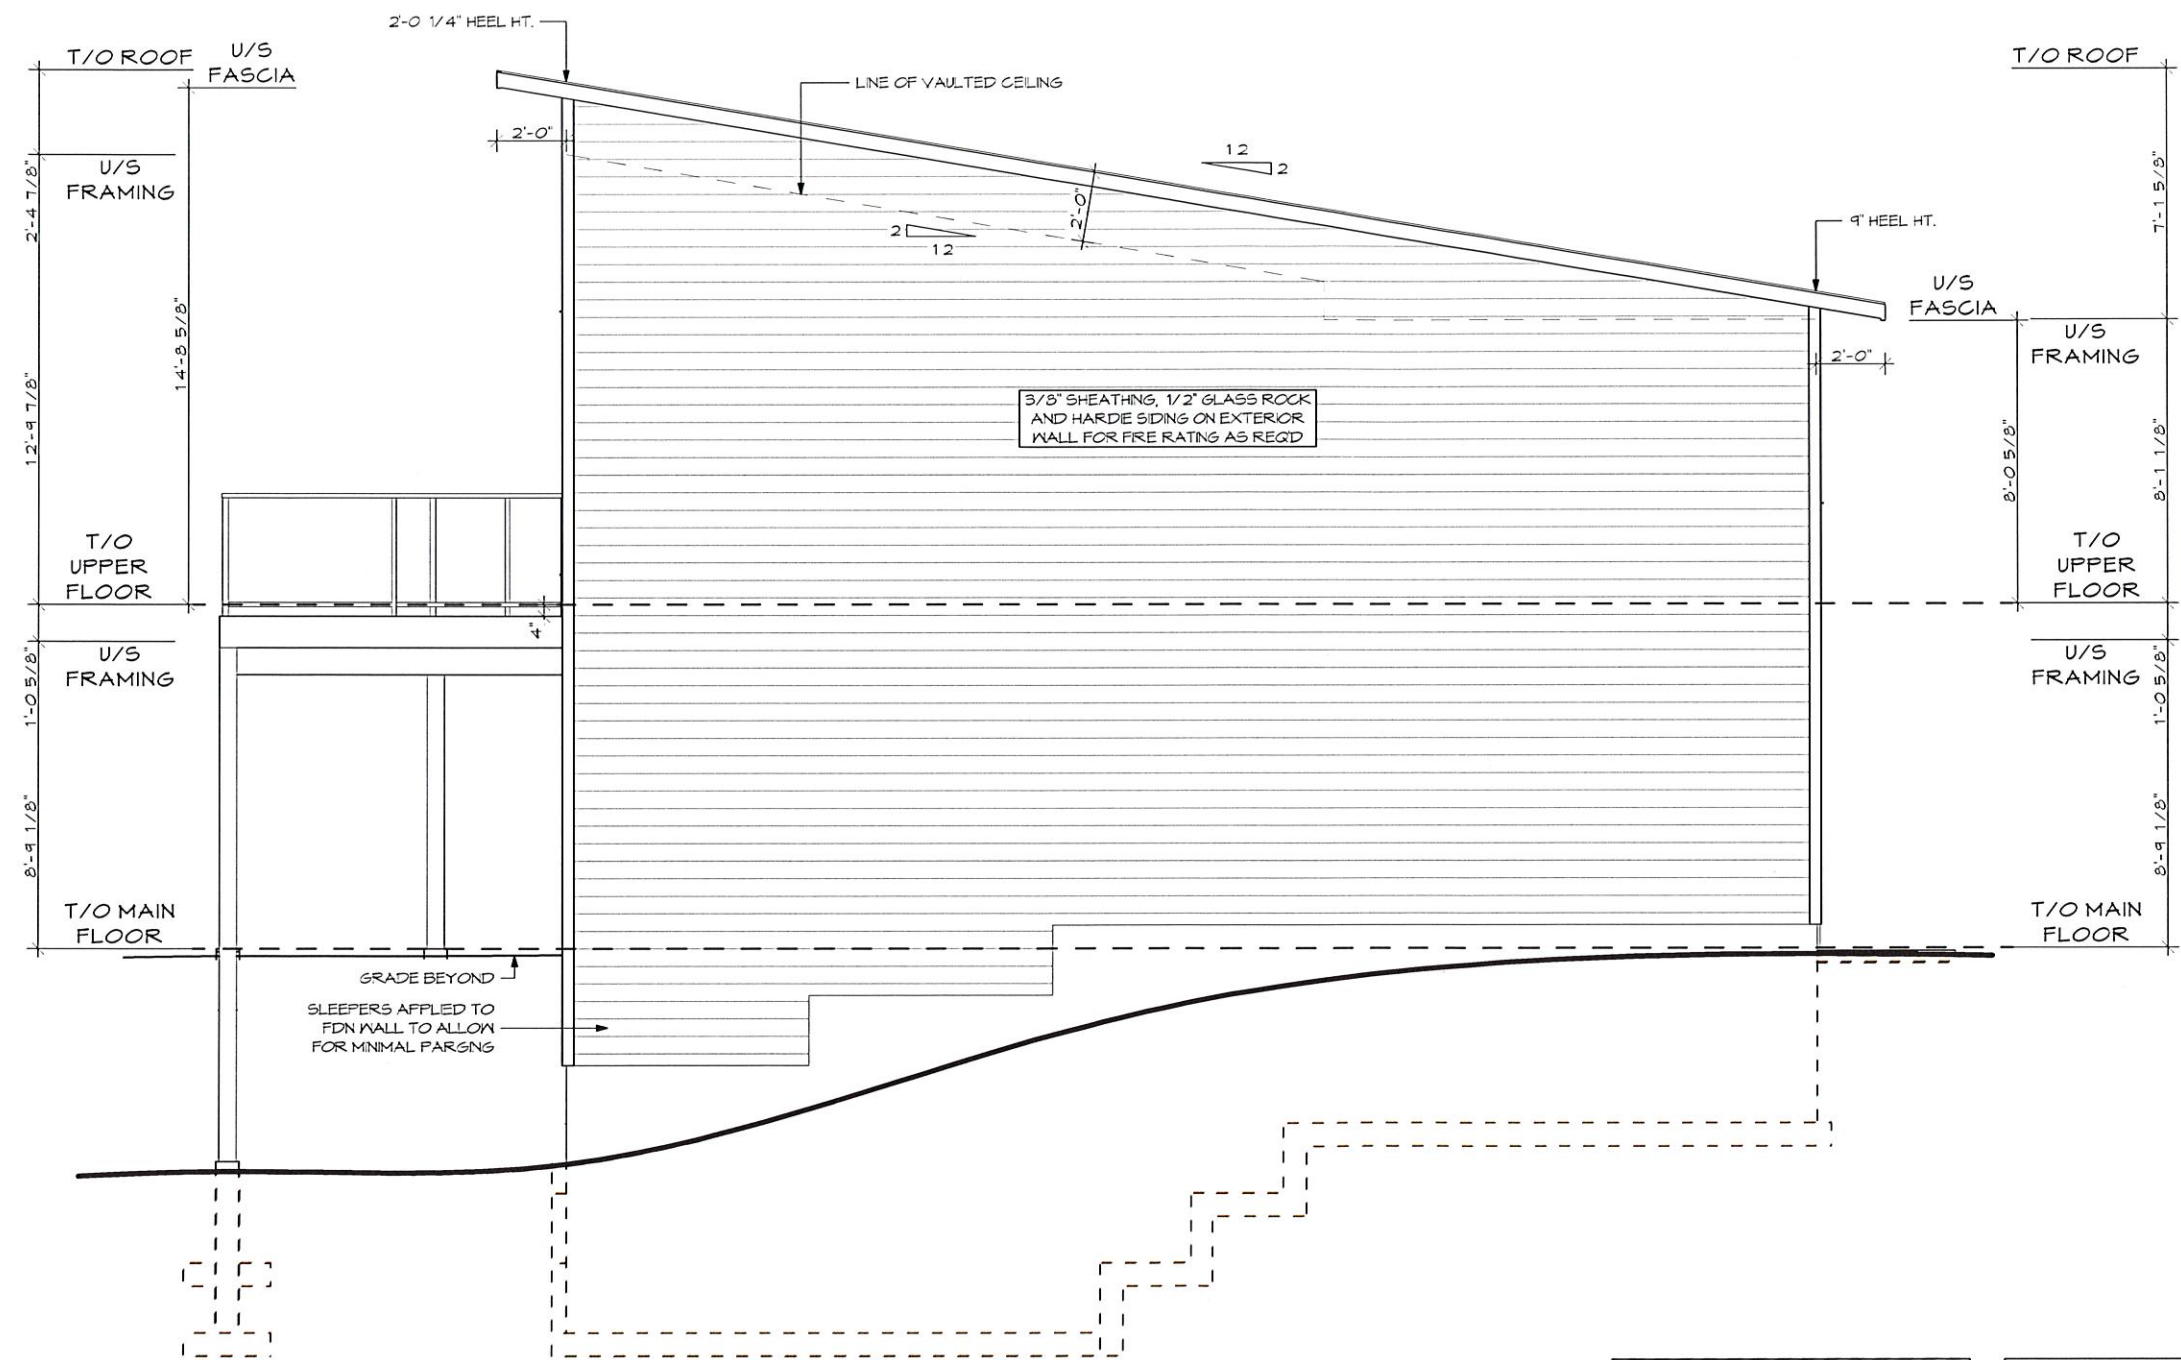 2'-0 1/4" HEEL HT.
T/O ROOF
U/S
FASCIA
T/O ROOF
LINE OF VAULTED CEILING
2'-0"
12
2
U/S
FRAMING
2'-4 7/8"
7'-1 5/8"
2'-0"
2
12
9" HEEL HT.
U/S
FASCIA
U/S
FRAMING
2'-0"
14'-8 5/8"
12'-9 7/8"
3/8" SHEATHING, 1/2" GLASS ROCK
AND HARDIE SIDING ON EXTERIOR
WALL FOR FIRE RATING AS REQ'D
8'-0 5/8"
8'-1 1/8"
T/O
UPPER
FLOOR
T/O
UPPER
FLOOR
4"
U/S
FRAMING
U/S
FRAMING
1'-0 5/8"
1'-0 5/8"
8'-9 1/8"
8'-9 1/8"
T/O MAIN
FLOOR
T/O MAIN
FLOOR
GRADE BEYOND
SLEEPERS APPLIED TO
FDN WALL TO ALLOW
FOR MINIMAL PARGING